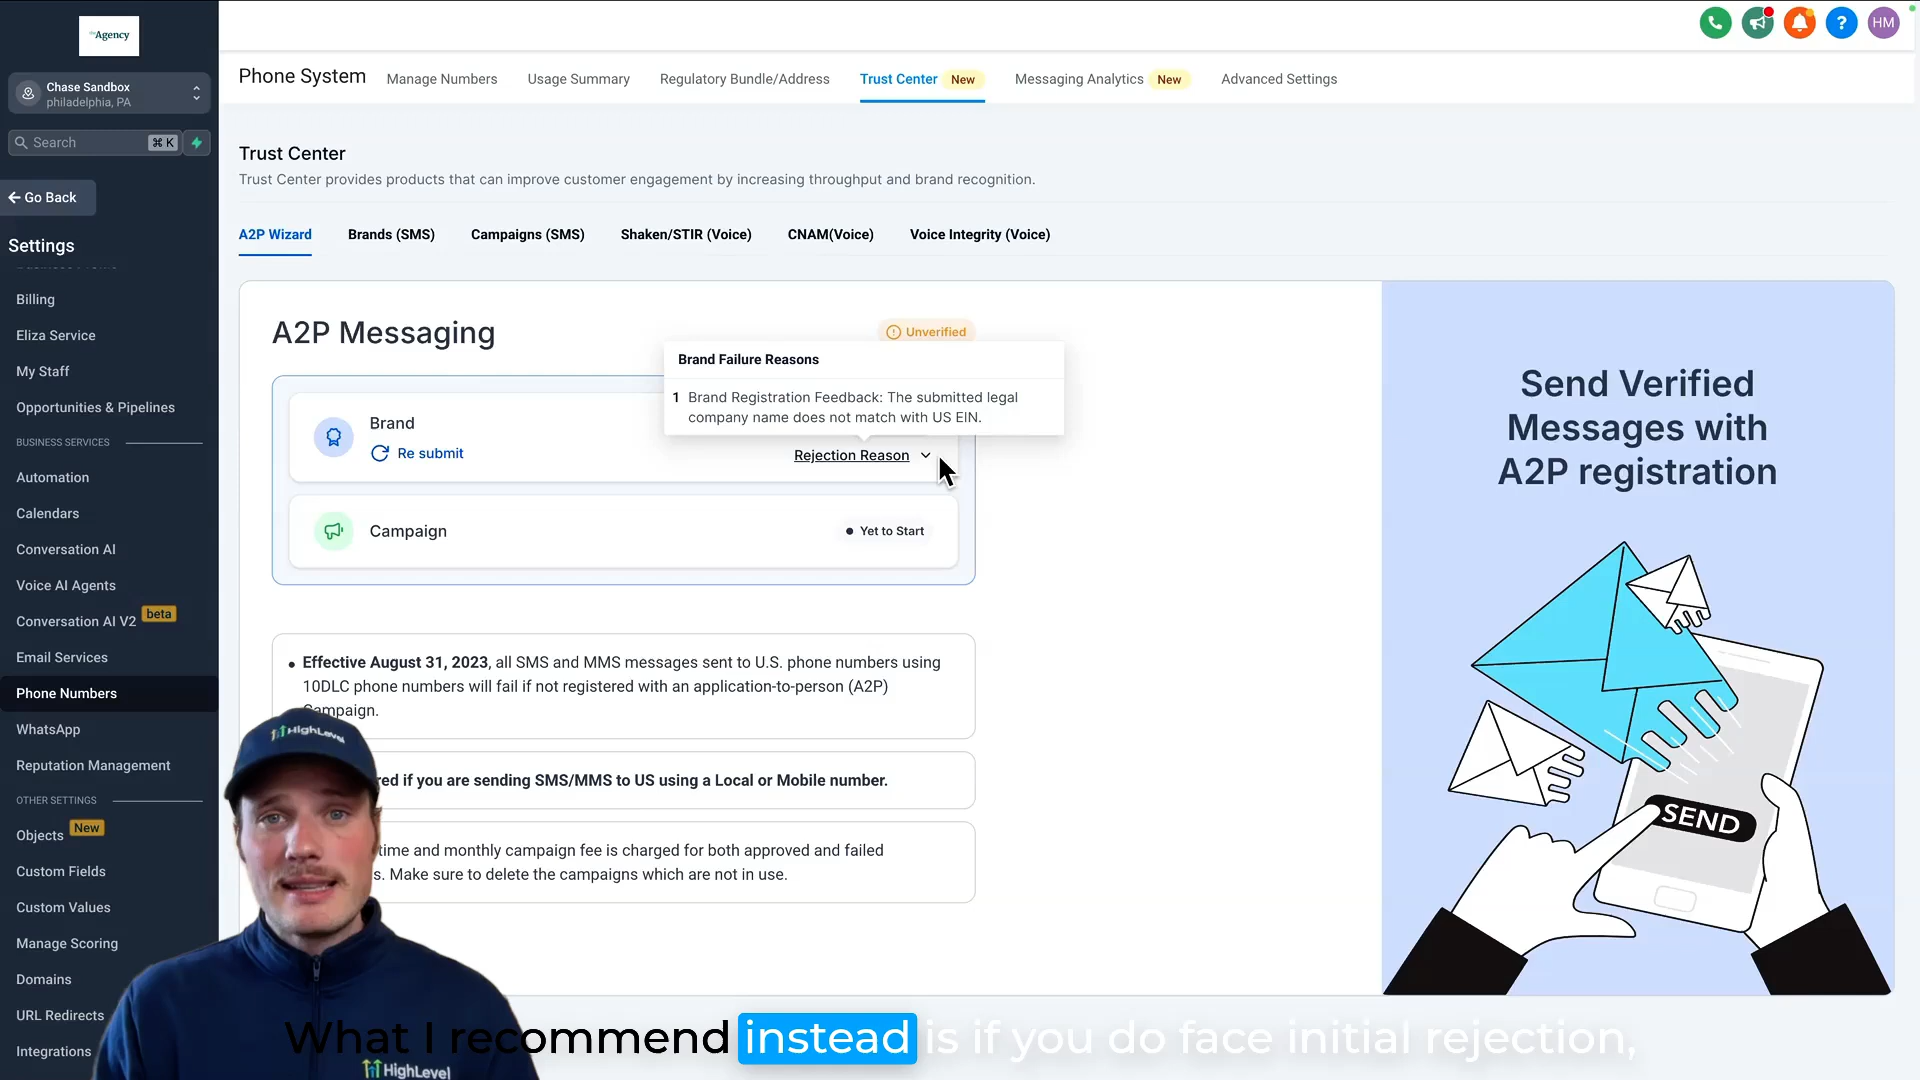 theAgency
Chase Sandbox
philadelphia, PA
Search
⌘ K
Go Back
Settings
Billing
Eliza Service
My Staff
Opportunities & Pipelines
BUSINESS SERVICES
Automation
Calendars
Conversation AI
Voice AI Agents
Conversation AI V2 beta
Email Services
Phone Numbers
WhatsApp
Reputation Management
OTHER SETTINGS
Objects New
Custom Fields
Custom Values
Manage Scoring
Domains
URL Redirects
Integrations
? HM
Phone System Manage Numbers Usage Summary Regulatory Bundle/Address Trust Center New Messaging Analytics New Advanced Settings
Trust Center
Trust Center provides products that can improve customer engagement by increasing throughput and brand recognition.
A2P Wizard Brands (SMS) Campaigns (SMS) Shaken/STIR (Voice) CNAM(Voice) Voice Integrity (Voice)
A2P Messaging
Unverified
Brand Failure Reasons
1 Brand Registration Feedback: The submitted legal
company name does not match with US EIN.
Brand
Re submit
Rejection Reason
Campaign
Yet to Start
• Effective August 31, 2023, all SMS and MMS messages sent to U.S. phone numbers using
10DLC phone numbers will fail if not registered with an application-to-person (A2P)
Campaign.
red if you are sending SMS/MMS to US using a Local or Mobile number.
time and monthly campaign fee is charged for both approved and failed
s. Make sure to delete the campaigns which are not in use.
Send Verified
Messages with
A2P registration
SEND
HighLevel
What I recommend instead is if you do face initial rejection,
HighLevel